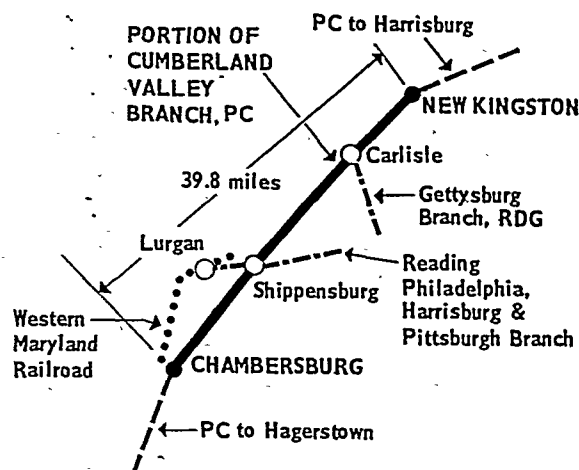 PC to Harrisburg
PORTION OF
CUMBERLAND
VALLEY
BRANCH, PC
NEW KINGSTON
Carlisle
39.8 miles
Gettysburg
Branch, RDG
Lurgan
Shippensburg
Reading
Philadelphia,
Harrisburg &
Pittsburgh Branch
Western
Maryland
Railroad
CHAMBERSBURG
PC to Hagerstown